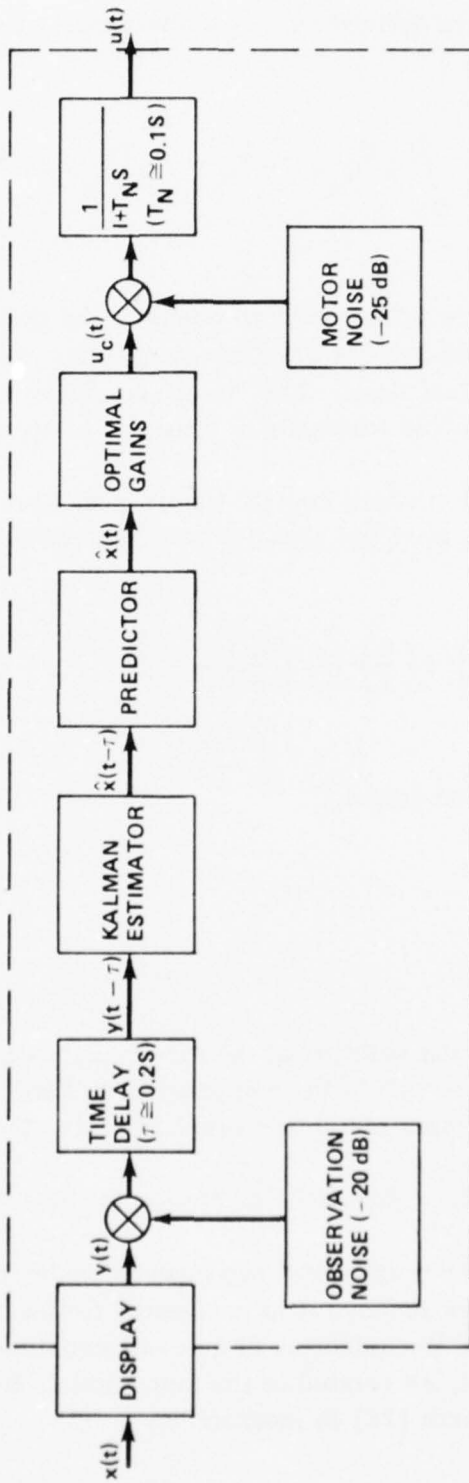 x(t)
DISPLAY
y(t)
OBSERVATION
NOISE (– 20 dB)
TIME
DELAY
(τ ≅ 0.2S)
y(t – τ)
KALMAN
ESTIMATOR
x̂(t–τ)
PREDICTOR
x̂(t)
OPTIMAL
GAINS
u_c(t)
MOTOR
NOISE
(–25 dB)
1
I+T_N S
(T_N ≅ 0.1S)
u(t)